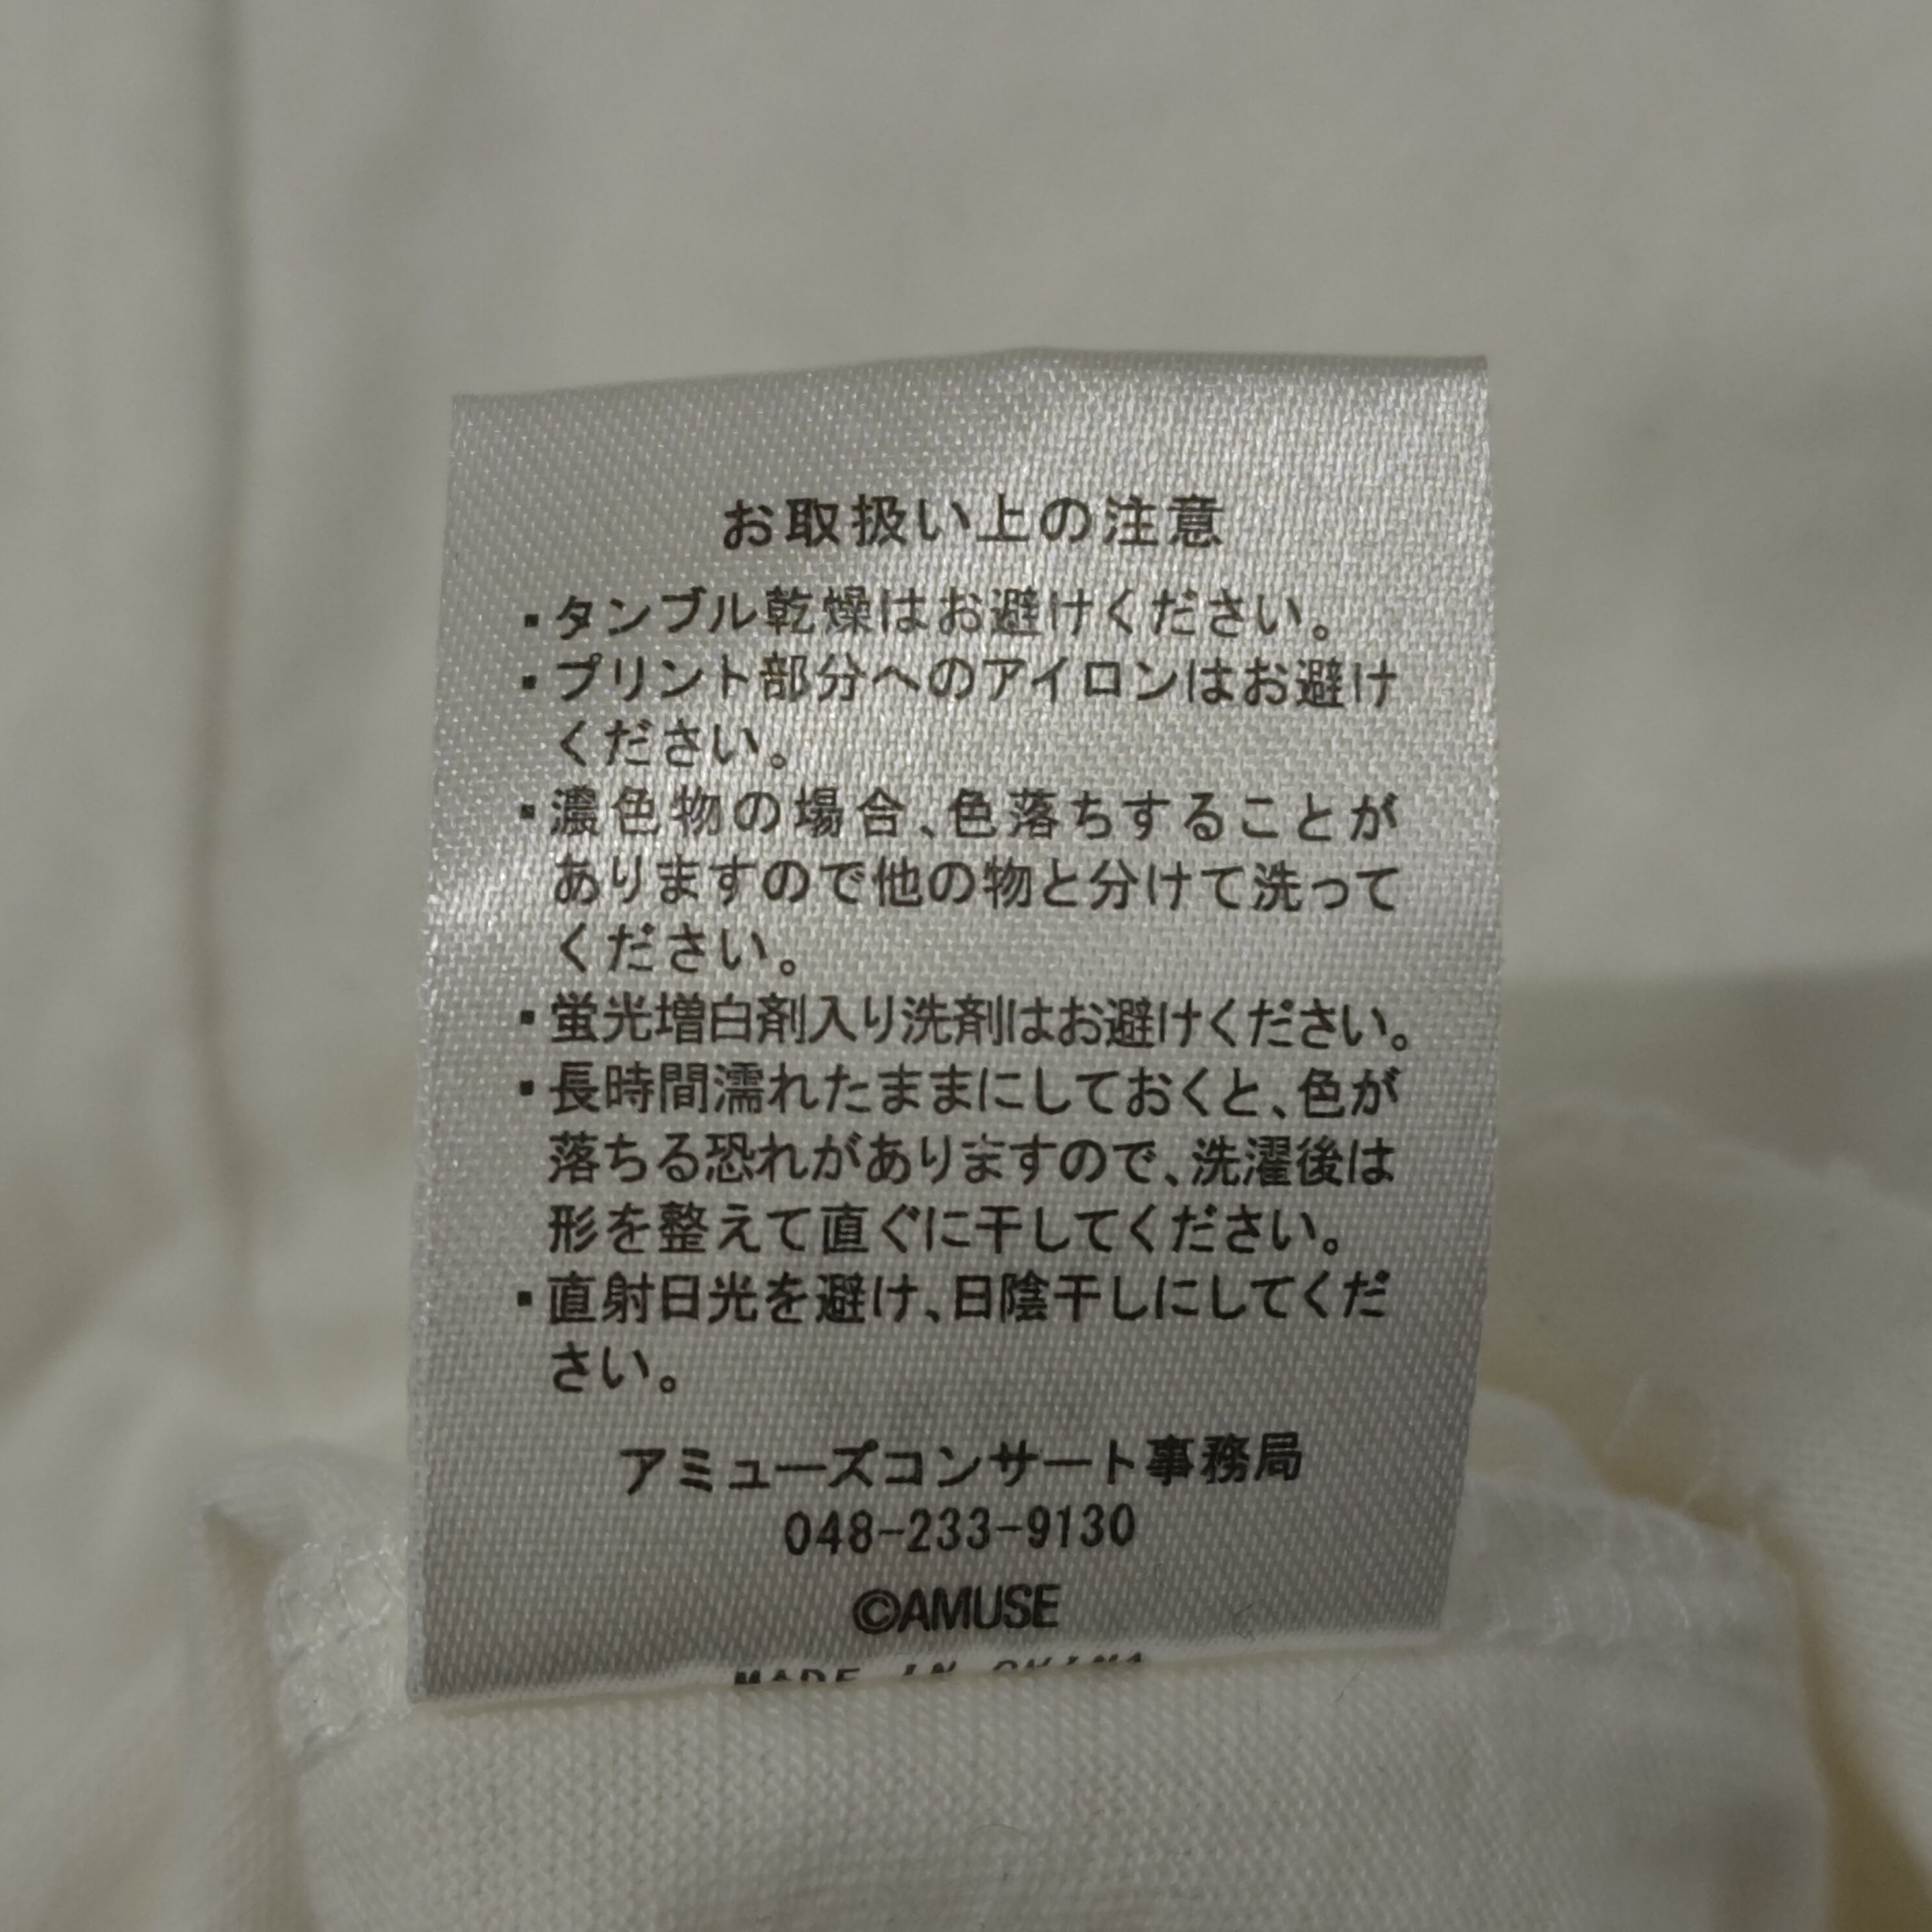 お取扱い上の注意
・タンブル乾燥はお避けください。
・プリント部分へのアイロンはお避け
ください。
・濃色物の場合、色落ちすることが
ありますので他の物と分けて洗って
ください。
・蛍光増白剤入り洗剤はお避けください。
・長時間濡れたままにしておくと、色が
落ちる恐れがありますので、洗濯後は
形を整えて直ぐに干してください。
・直射日光を避け、日陰干しにしてくだ
さい。
アミューズコンサート事務局
048-233-9130
©AMUSE
MADE IN CHINA